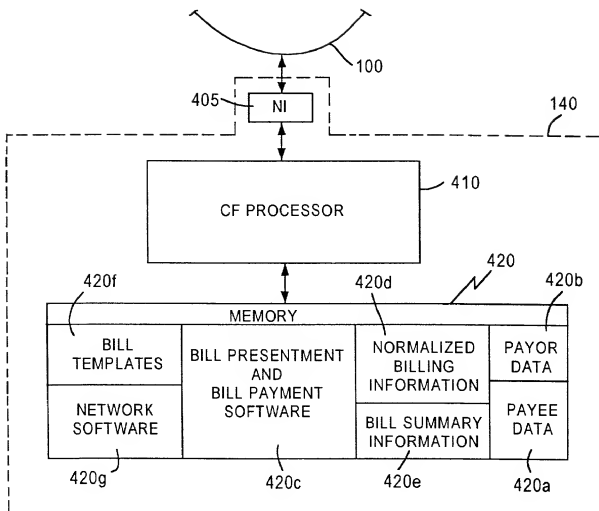 100
405
NI
140
410
CF PROCESSOR
420
420f
420d
420b
MEMORY
BILL
TEMPLATES
BILL PRESENTMENT
AND
BILL PAYMENT
SOFTWARE
NORMALIZED
BILLING
INFORMATION
PAYOR
DATA
NETWORK
SOFTWARE
BILL SUMMARY
INFORMATION
PAYEE
DATA
420g
420c
420e
420a